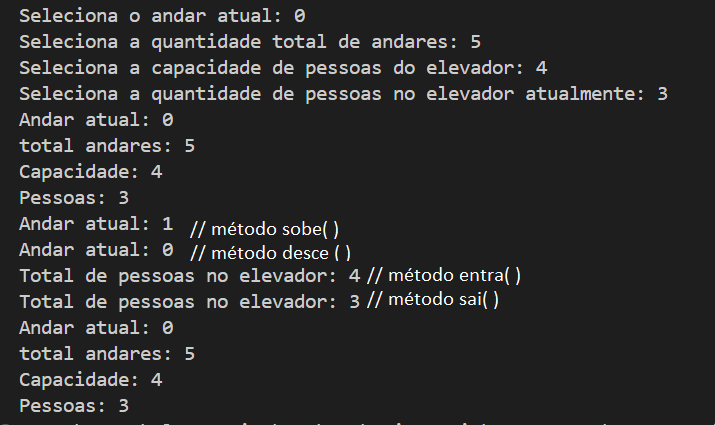 Seleciona o andar atual: 0
Seleciona a quantidade total de andares: 5
Seleciona a capacidade de pessoas do elevador: 4
Seleciona a quantidade de pessoas no elevador atualmente: 3
Andar atual: 0
total andares: 5
Capacidade: 4
Pessoas: 3
Andar atual: 1 // método sobe( )
Andar atual: 0 // método desce ( )
Total de pessoas no elevador: 4 // método entra( )
Total de pessoas no elevador: 3 // método sai( )
Andar atual: 0
total andares: 5
Capacidade: 4
Pessoas: 3